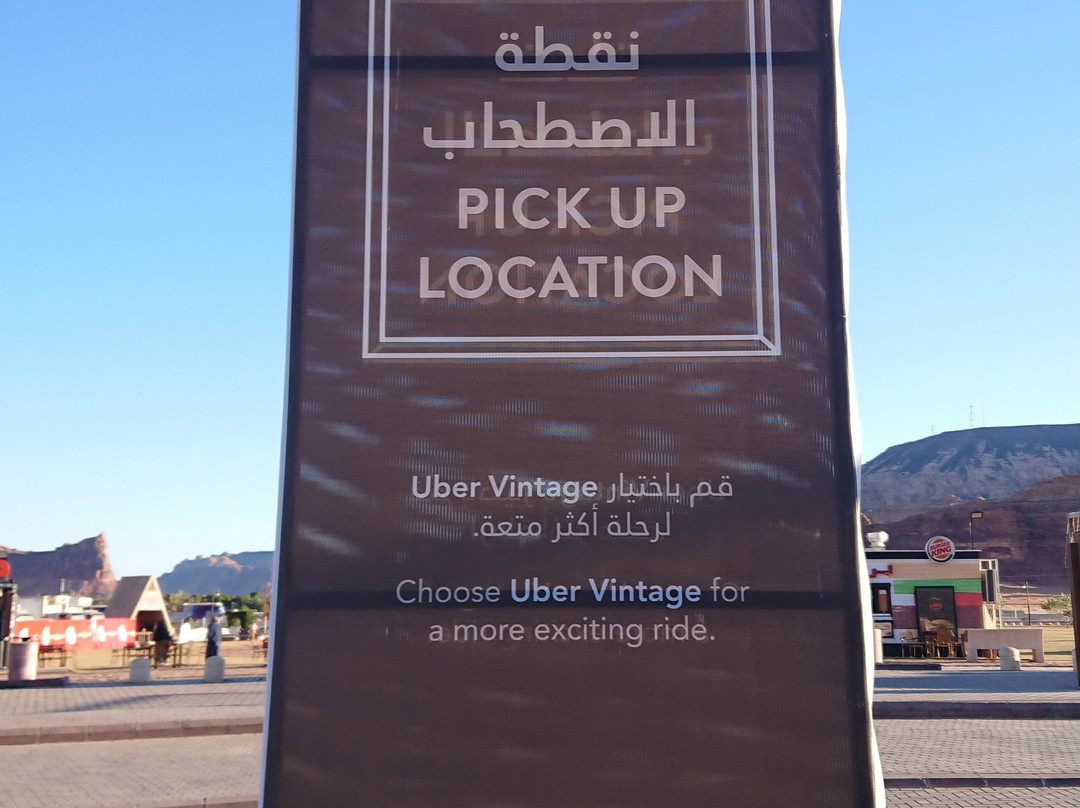 نقطة
الاصطحاب
PICK UP
LOCATION
قم باختيار Uber Vintage
لرحلة أكثر متعة.
Choose Uber Vintage for
a more exciting ride.
BURGER
KING